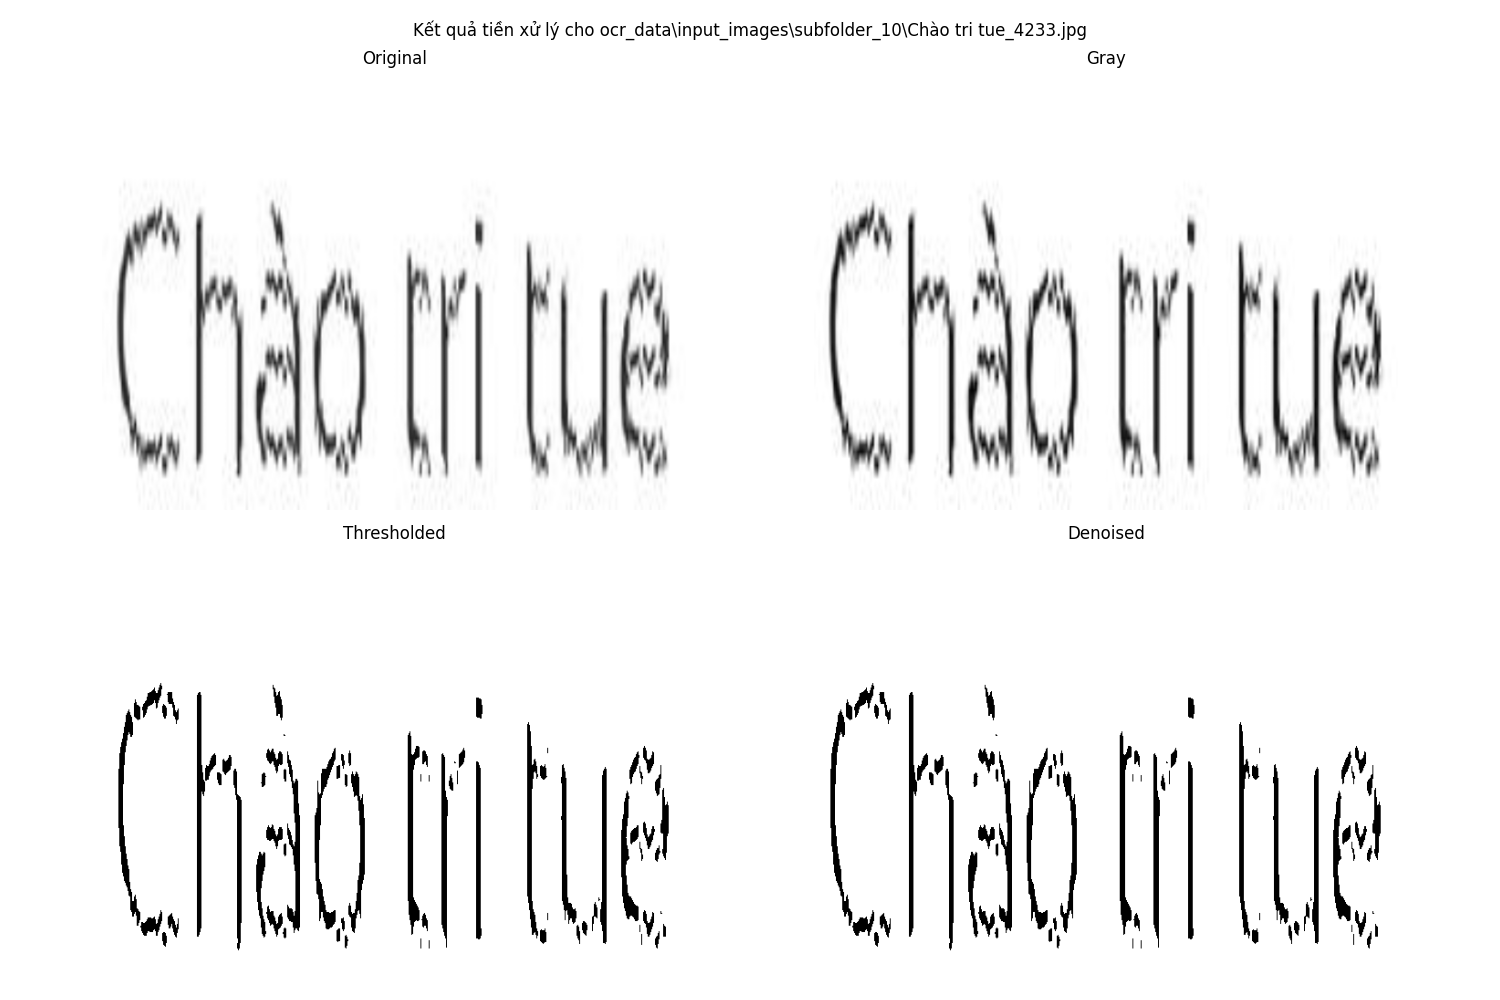 Kết quả tiền xử lý cho ocr_data\input_images\subfolder_10\Chào tri tue_4233.jpg
Original
Gray
Chào tri tue
Chào tri tue
Thresholded
Denoised
Chào tri tue
Chào tri tue